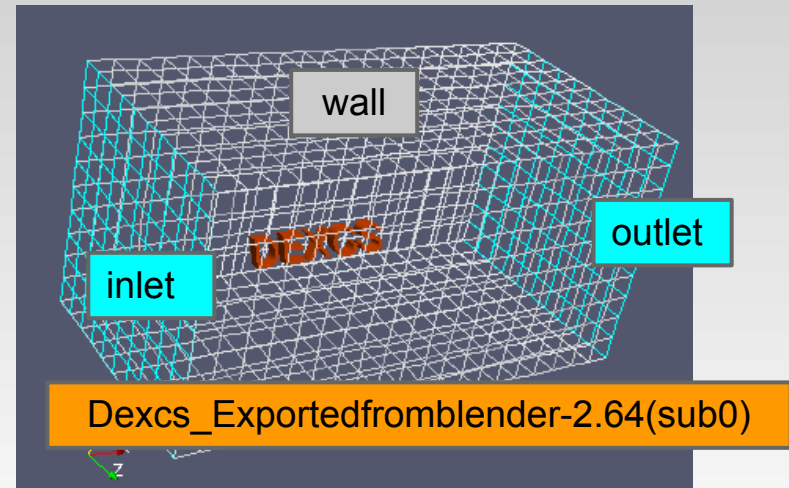 wall
DEXCS
outlet
inlet
Dexcs_Exportedfromblender-2.64(sub0)
Z